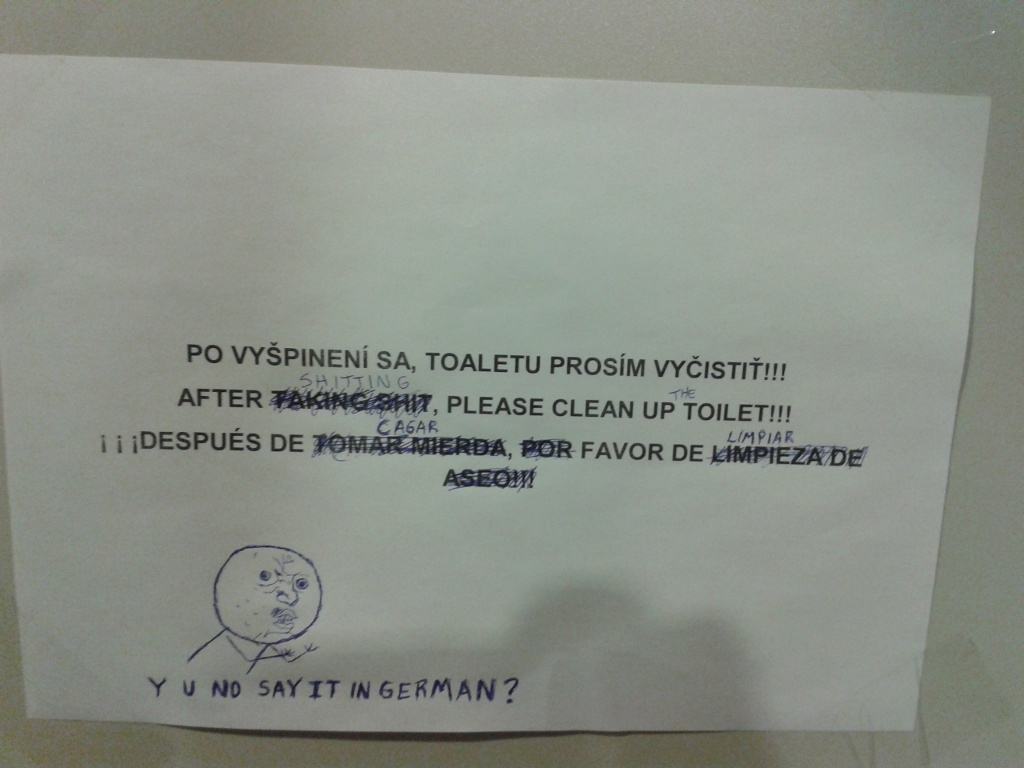 PO VYŠPINENÍ SA, TOALETU PROSÍM VYČISTIŤ!!!
SHITTING THE
AFTER TAKING SHIT, PLEASE CLEAN UP TOILET!!!
CAGAR LIMPIAR
¡¡¡DESPUÉS DE TOMAR MIERDA, POR FAVOR DE LIMPIEZA DE
ASEO!!!
Y U NO SAY IT IN GERMAN?